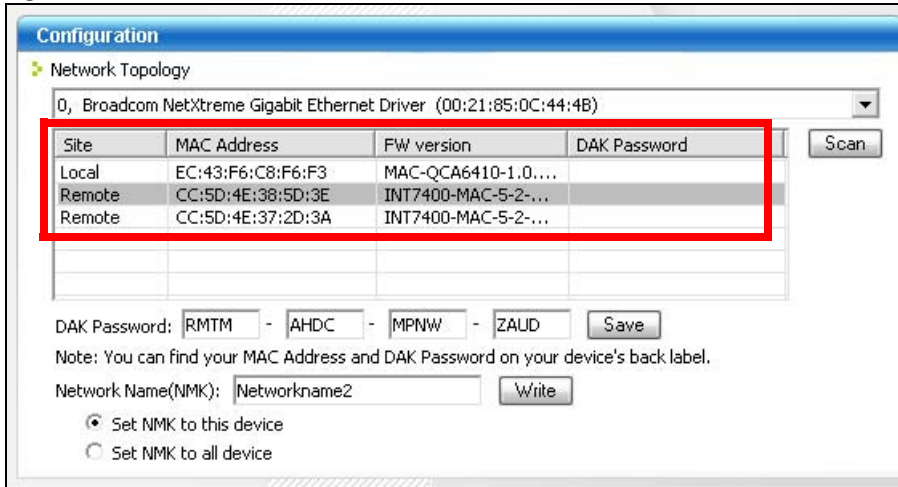 Configuration
Network Topology
0, Broadcom NetXtreme Gigabit Ethernet Driver (00:21:85:0C:44:4B)
Site MAC Address FW version DAK Password Scan
Local EC:43:F6:C8:F6:F3 MAC-QCA6410-1.0....
Remote CC:5D:4E:38:5D:3E INT7400-MAC-5-2-...
Remote CC:5D:4E:37:2D:3A INT7400-MAC-5-2-...
DAK Password: RMTM - AHDC - MPNW - ZAUD Save
Note: You can find your MAC Address and DAK Password on your device's back label.
Network Name(NMK): Networkname2 Write
Set NMK to this device
Set NMK to all device